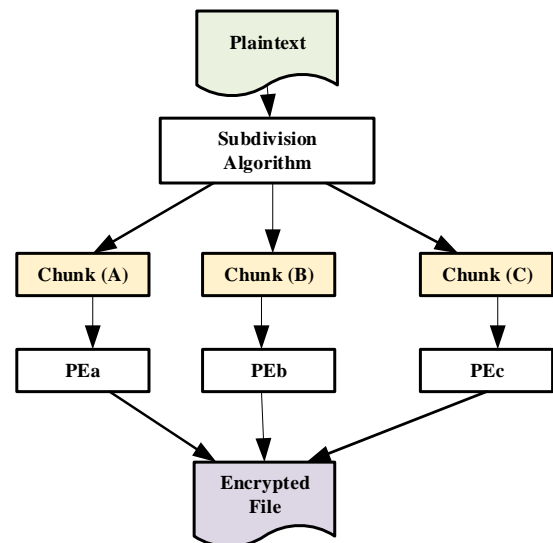 Plaintext
Subdivision
Algorithm
Chunk (A)
Chunk (B)
Chunk (C)
PEa
PEb
PEc
Encrypted
File